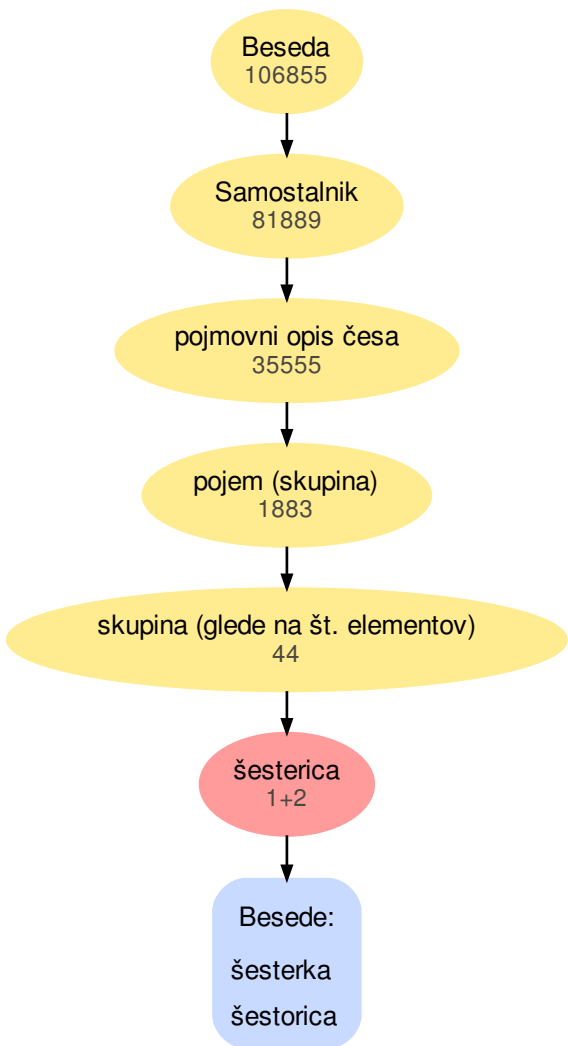 Beseda
106855
Samostalnik
81889
pojmovni opis česa
35555
pojem (skupina)
1883
skupina (glede na št. elementov)
44
šesterica
1+2
Besede:
šesterka
šestorica